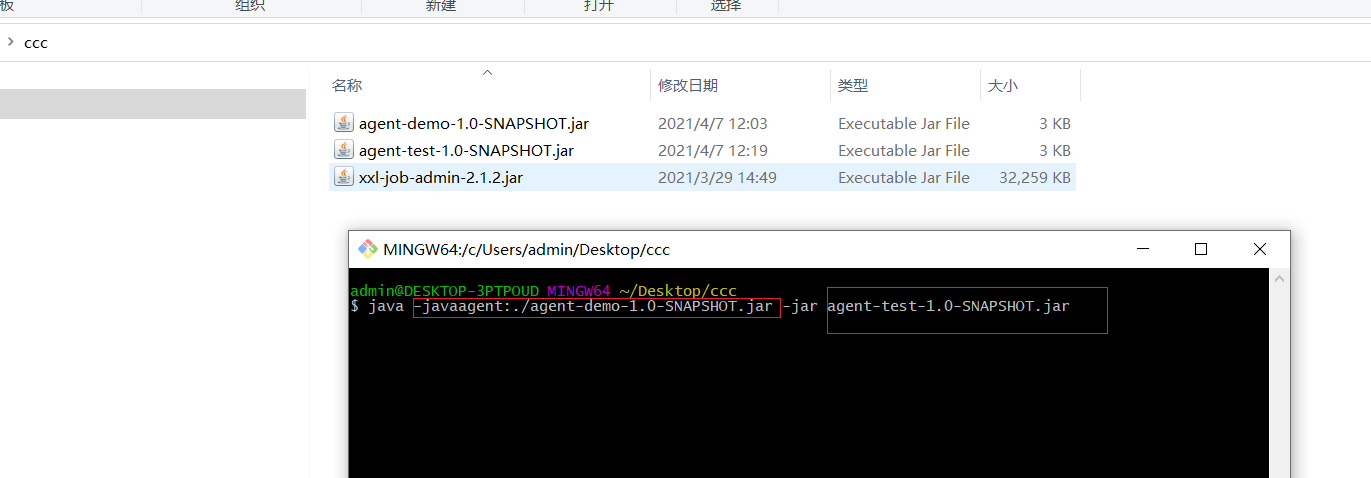 板 组织 新建 打开 选择
ccc
名称 修改日期 类型 大小
agent-demo-1.0-SNAPSHOT.jar 2021/4/7 12:03 Executable Jar File 3 KB
agent-test-1.0-SNAPSHOT.jar 2021/4/7 12:19 Executable Jar File 3 KB
xxl-job-admin-2.1.2.jar 2021/3/29 14:49 Executable Jar File 32,259 KB
MINGW64:/c/Users/admin/Desktop/ccc
admin@DESKTOP-3PTPOUD MINGW64 ~/Desktop/ccc
$ java -javaagent:./agent-demo-1.0-SNAPSHOT.jar -jar agent-test-1.0-SNAPSHOT.jar